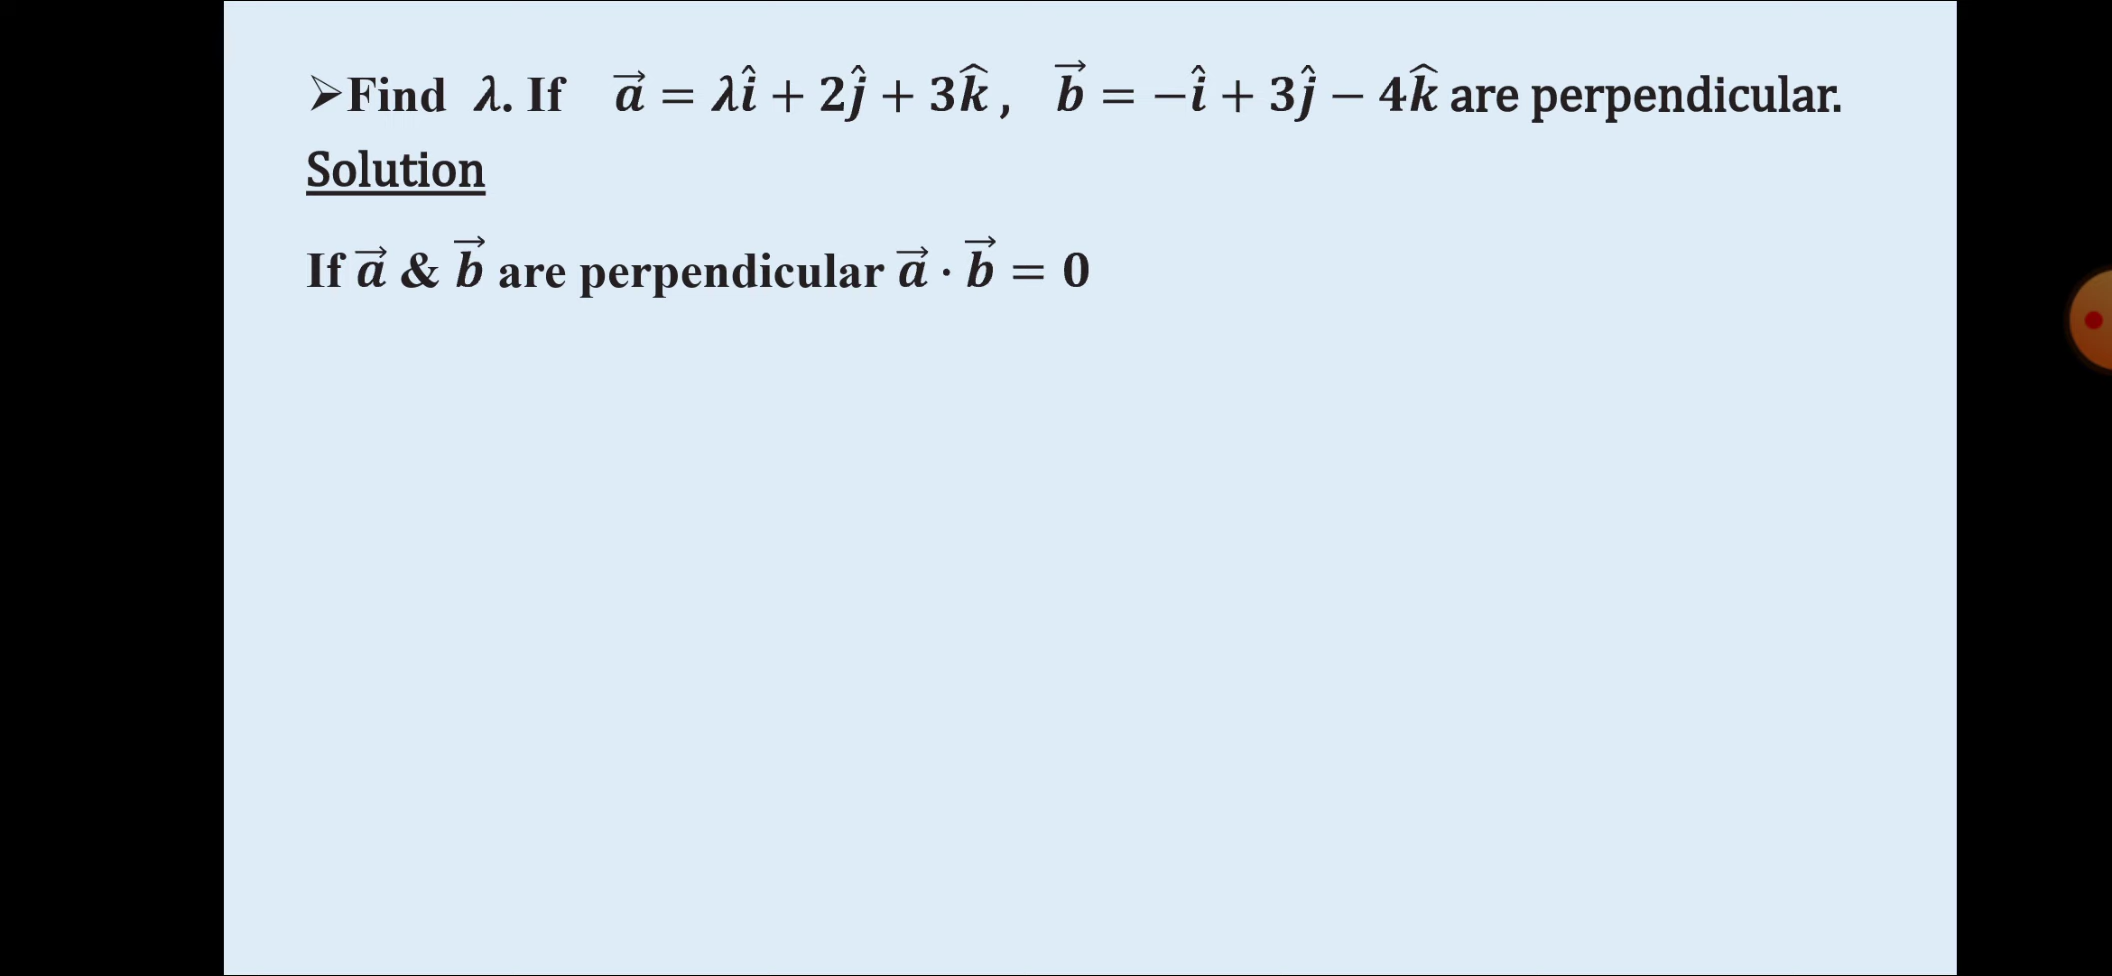 ➢Find λ. If a⃗ = λî + 2ĵ + 3k̂ , b⃗ = −î + 3ĵ − 4k̂ are perpendicular.
Solution
If a⃗ & b⃗ are perpendicular a⃗ · b⃗ = 0